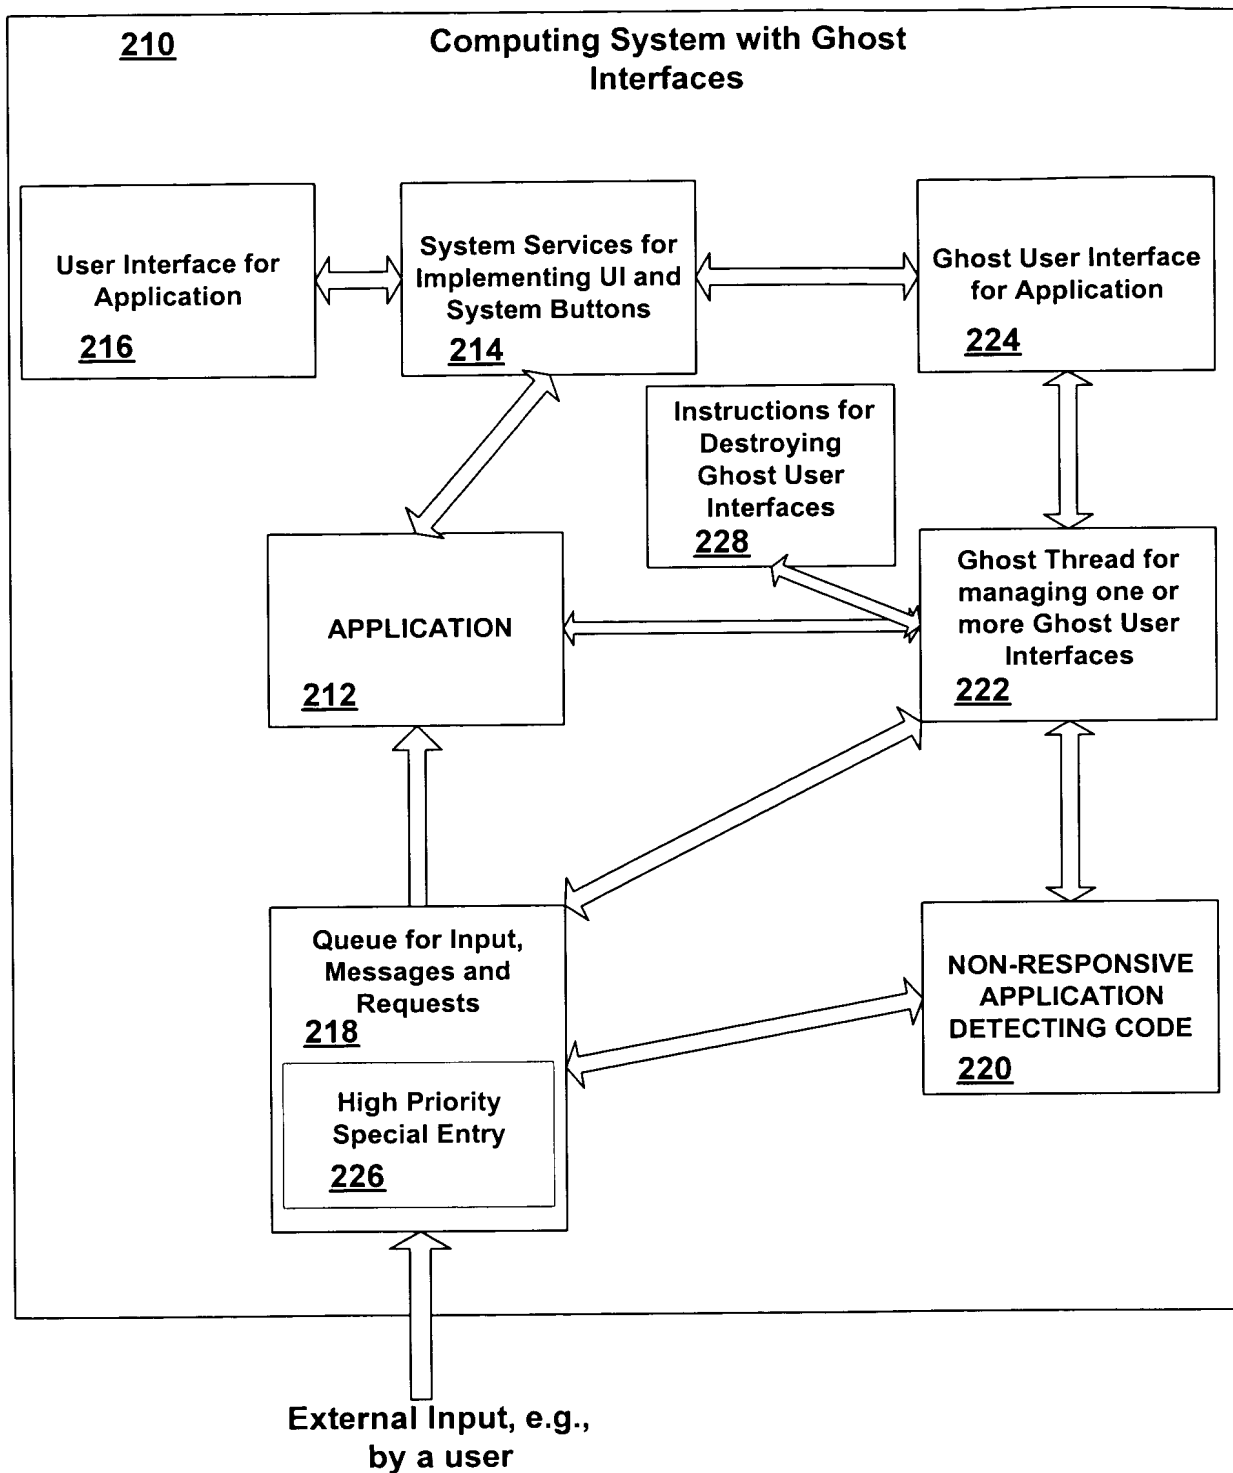 210
Computing System with Ghost
Interfaces
User Interface for
Application
216
System Services for
Implementing UI and
System Buttons
214
Ghost User Interface
for Application
224
Instructions for
Destroying
Ghost User
Interfaces
228
APPLICATION
212
Ghost Thread for
managing one or
more Ghost User
Interfaces
222
Queue for Input,
Messages and
Requests
218
High Priority
Special Entry
226
NON-RESPONSIVE
APPLICATION
DETECTING CODE
220
External Input, e.g.,
by a user